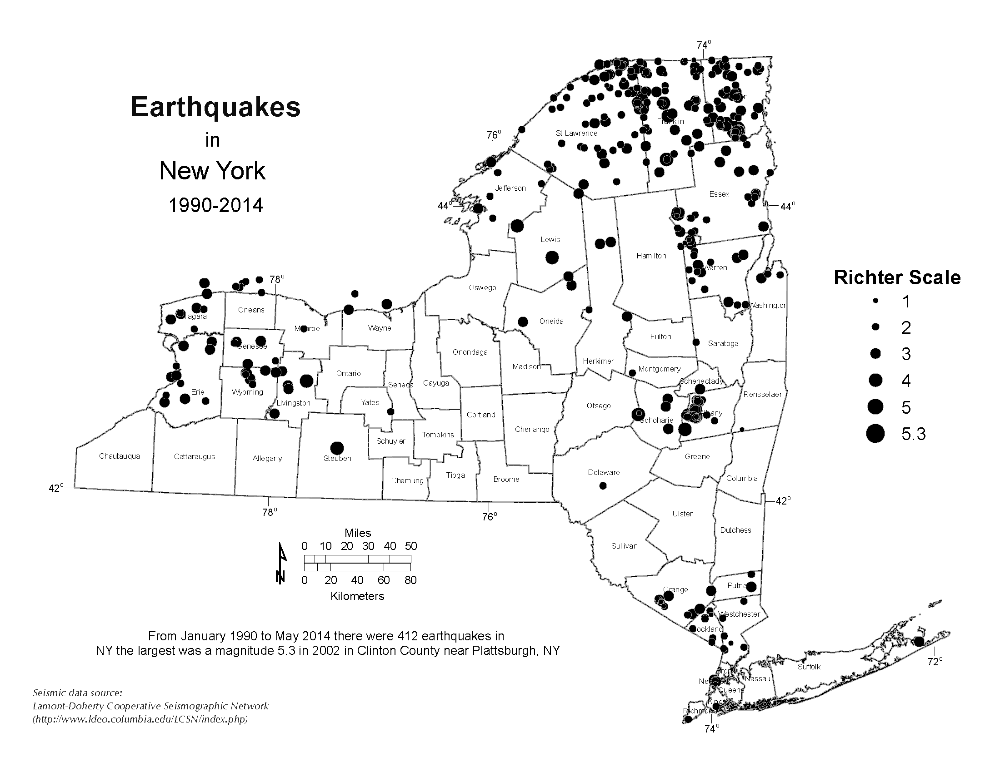 Earthquakes
in
New York
1990-2014
74°
76°
44°
44°
78°
42°
42°
78°
76°
72°
74°
Franklin
St Lawrence
Jefferson
Essex
Lewis
Hamilton
Warren
Oswego
Washington
Orleans
Niagara
Oneida
Monroe
Wayne
Fulton
Saratoga
Genesee
Onondaga
Herkimer
Madison
Montgomery
Ontario
Schenectady
Seneca
Cayuga
Erie
Wyoming
Rensselaer
Livingston
Yates
Otsego
Cortland
Albany
Schoharie
Chenango
Tompkins
Schuyler
Chautauqua
Cattaraugus
Allegany
Steuben
Greene
Delaware
Tioga
Broome
Chemung
Columbia
Ulster
Dutchess
Sullivan
Orange
Westchester
Suffolk
Nassau
Queens
Richmond
Richter Scale
1
2
3
4
5
5.3
Miles
0 10 20 30 40 50
0 20 40 60 80
Kilometers
N
From January 1990 to May 2014 there were 412 earthquakes in
NY the largest was a magnitude 5.3 in 2002 in Clinton County near Plattsburgh, NY
Seismic data source:
Lamont-Doherty Cooperative Seismographic Network
(http://www.ldeo.columbia.edu/LCSN/index.php)